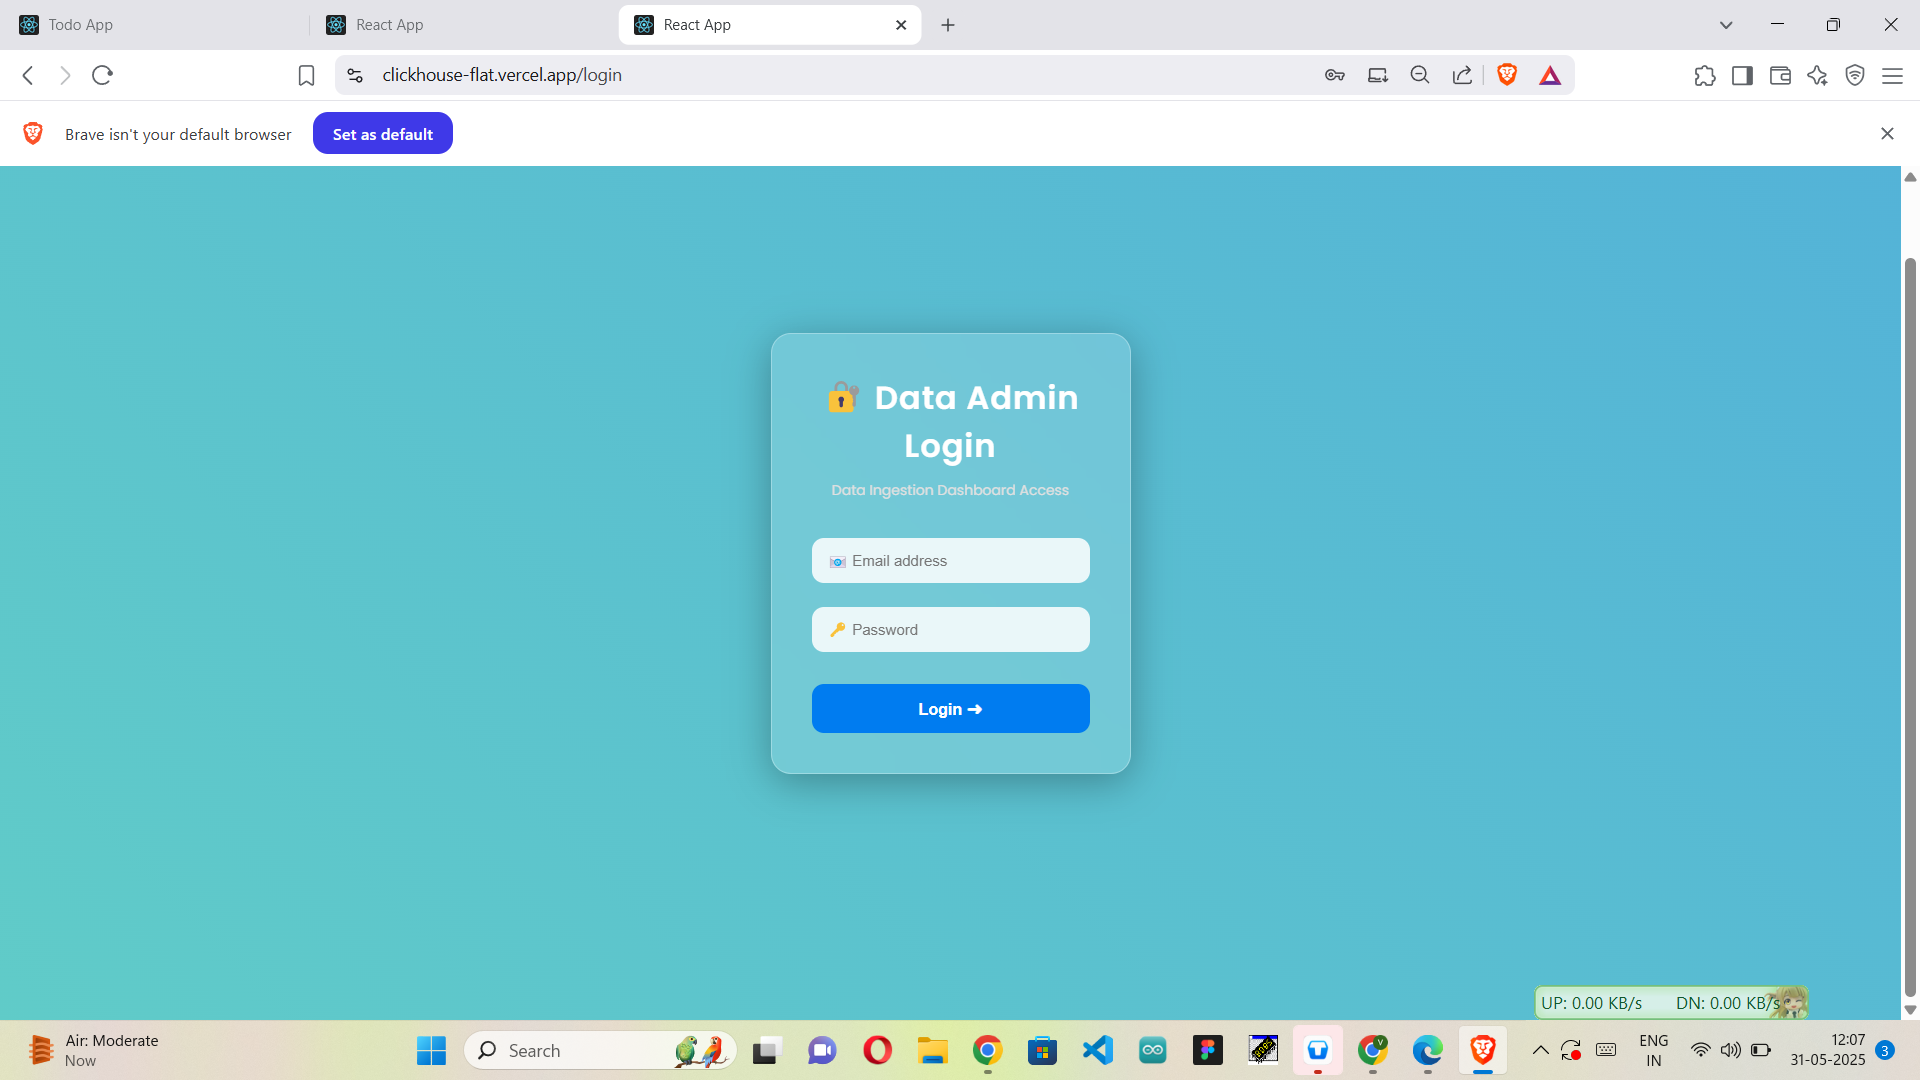 Todo App
React App
React App
clickhouse-flat.vercel.app/login
Brave isn't your default browser
Set as default
Data Admin
Login
Data Ingestion Dashboard Access
Email address
Password
Login ➜
UP: 0.00 KB/s DN: 0.00 KB/s
Air: Moderate
Now
Search
ENG
IN
12:07
31-05-2025
3